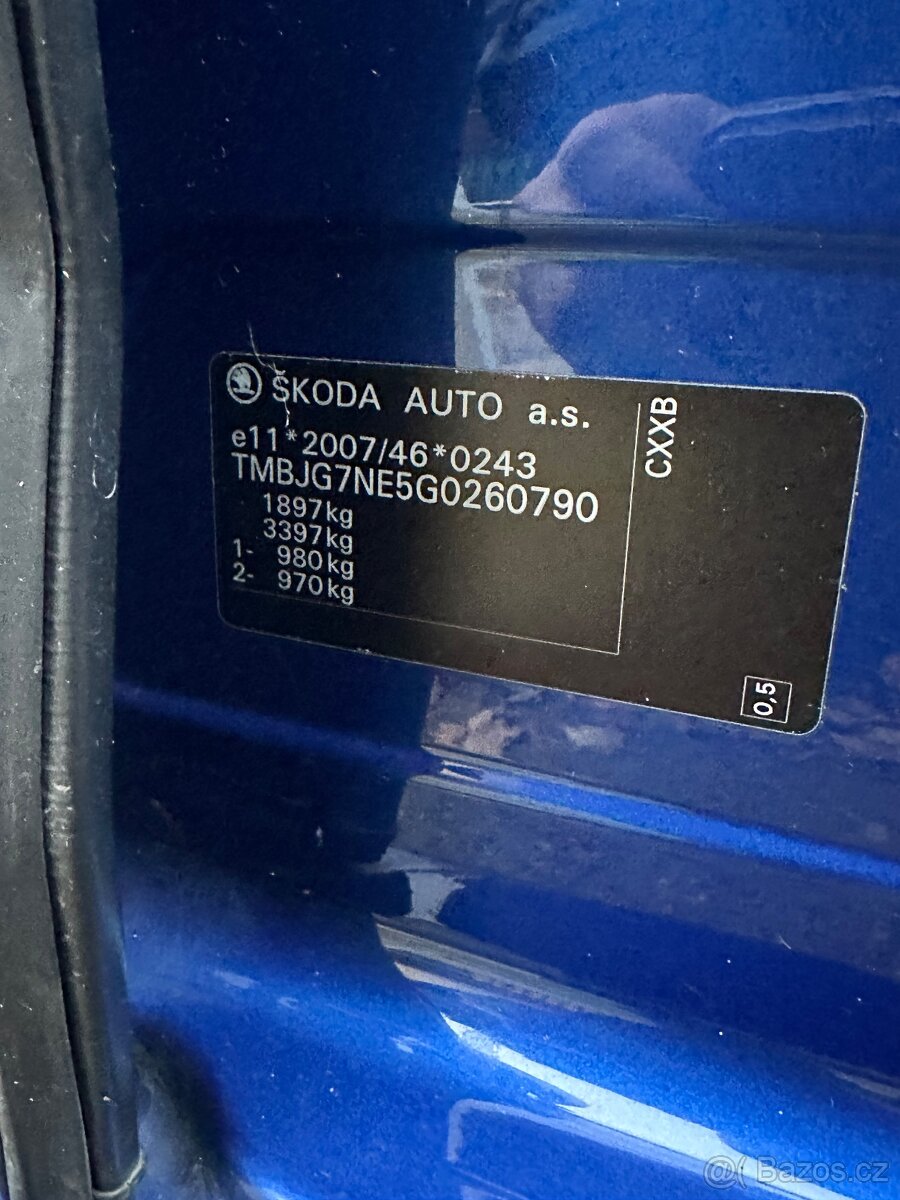 ŠKODA AUTO a.s.
e11*2007/46*0243
TMBJG7NE5G0260790
1897kg
3397kg
1- 980kg
2- 970kg
CXXB
0,5
@( Bazos.cz